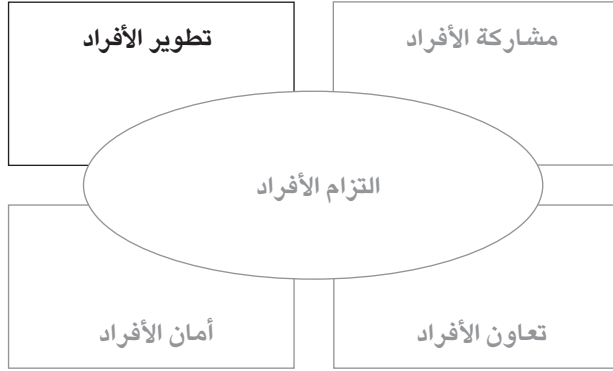 مشاركة الأفراد
تطوير الأفراد
التزام الأفراد
تعاون الأفراد
أمان الأفراد